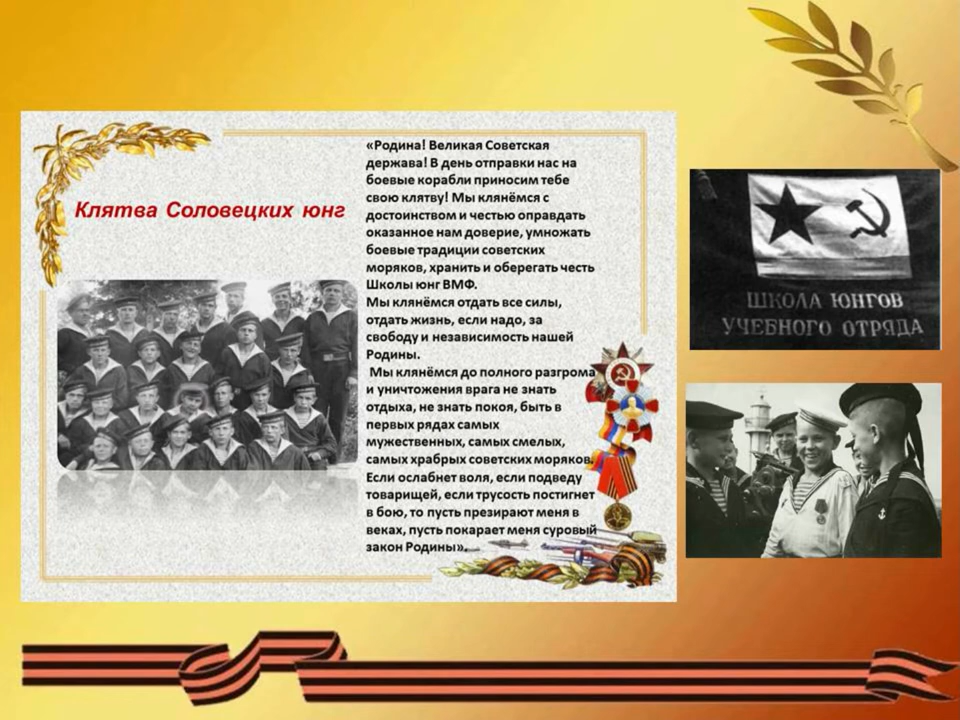 Клятва Соловецких юнг
«Родина! Великая Советская
держава! В день отправки нас на
боевые корабли приносим тебе
свою клятву! Мы клянёмся с
достоинством и честью оправдать
оказанное нам доверие, умножать
боевые традиции советских
моряков, хранить и оберегать честь
Школы юнг ВМФ.
Мы клянёмся отдать все силы,
отдать жизнь, если надо, за
свободу и независимость нашей
Родины.
Мы клянёмся до полного разгрома
и уничтожения врага не знать
отдыха, не знать покоя, быть в
первых рядах самых
мужественных, самых смелых,
самых храбрых советских моряков.
Если ослабнет воля, если подведу
товарищей, если трусость постигнет
в бою, то пусть презирают меня в
веках, пусть покарает меня суровый
закон Родины».
ШКОЛА ЮНГОВ
УЧЕБНОГО ОТРЯДА